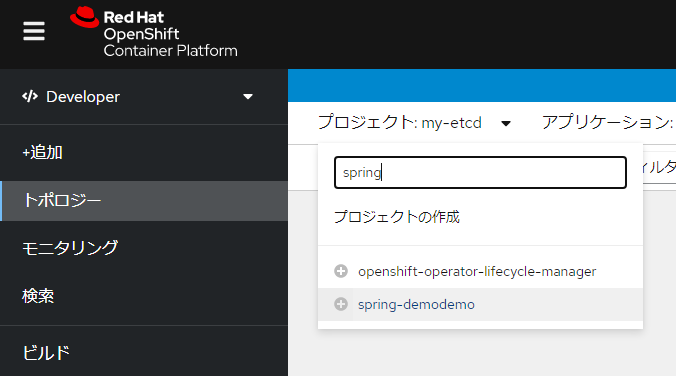 Red Hat
OpenShift
Container Platform
Developer
+追加
トポロジー
モニタリング
検索
ビルド
プロジェクト: my-etcd
アプリケーション:
spring
ィルタ
プロジェクトの作成
openshift-operator-lifecycle-manager
spring-demodemo